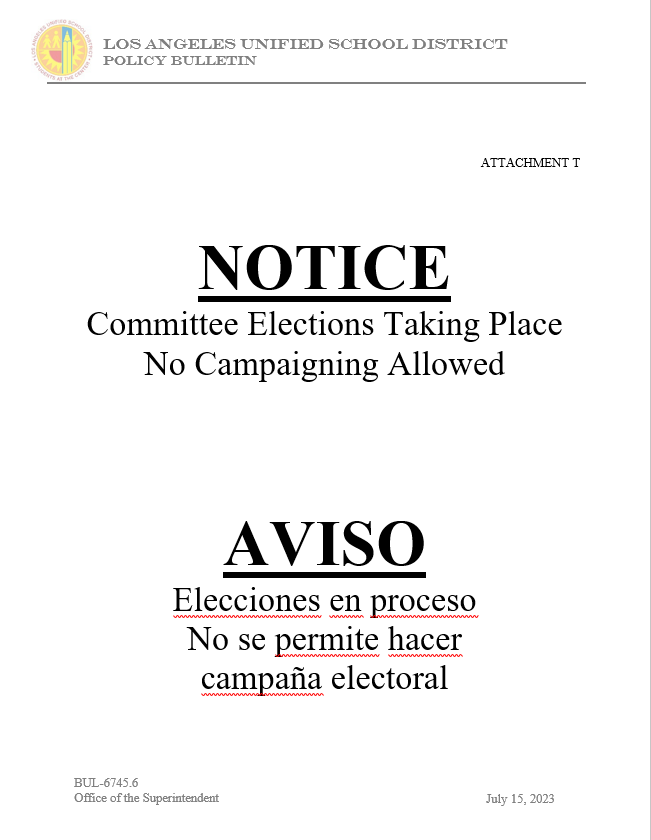 LOS ANGELES UNIFIED SCHOOL DISTRICT
POLICY BULLETIN
ATTACHMENT T
NOTICE
Committee Elections Taking Place
No Campaigning Allowed
AVISO
Elecciones en proceso
No se permite hacer
campaña electoral
BUL-6745.6
Office of the Superintendent
July 15, 2023